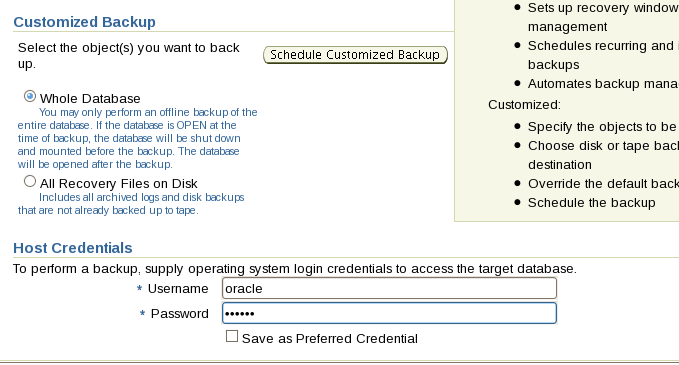 Customized Backup
Select the object(s) you want to back
up.
Schedule Customized Backup
Whole Database
You may only perform an offline backup of the
entire database. If the database is OPEN at the
time of backup, the database will be shut down
and mounted before the backup. The database
will be opened after the backup.
All Recovery Files on Disk
Includes all archived logs and disk backups
that are not already backed up to tape.
• Sets up recovery window
management
• Schedules recurring and
backups
• Automates backup
Customized:
• Specify the objects to be
• Choose disk or tape
destination
• Override the default
• Schedule the backup
Host Credentials
To perform a backup, supply operating system login credentials to access the target database.
* Username oracle
* Password ••••••
Save as Preferred Credential